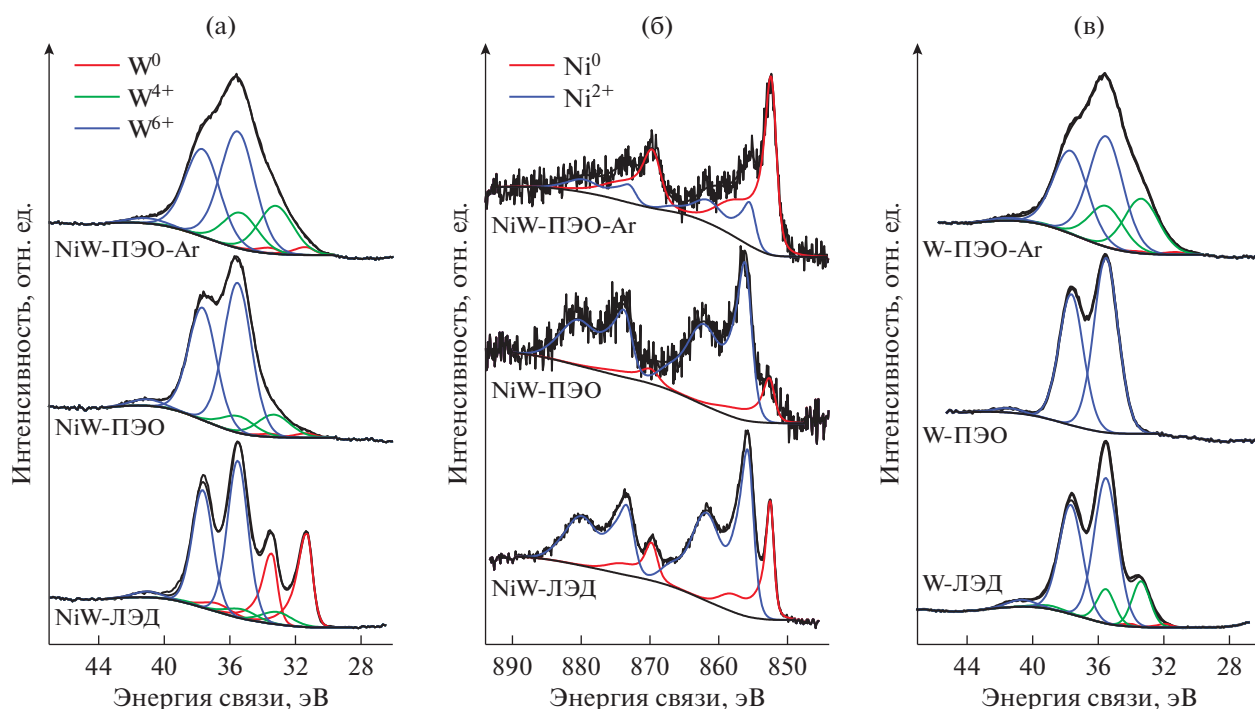 (а)
Интенсивность, отн. ед.
W⁰
W⁴⁺
W⁶⁺
NiW-ПЭО-Ar
NiW-ПЭО
NiW-ЛЭД
44 40 36 32 28
Энергия связи, эВ
(б)
Интенсивность, отн. ед.
Ni⁰
Ni²⁺
NiW-ПЭО-Ar
NiW-ПЭО
NiW-ЛЭД
890 880 870 860 850
Энергия связи, эВ
(в)
Интенсивность, отн. ед.
W-ПЭО-Ar
W-ПЭО
W-ЛЭД
44 40 36 32 28
Энергия связи, эВ